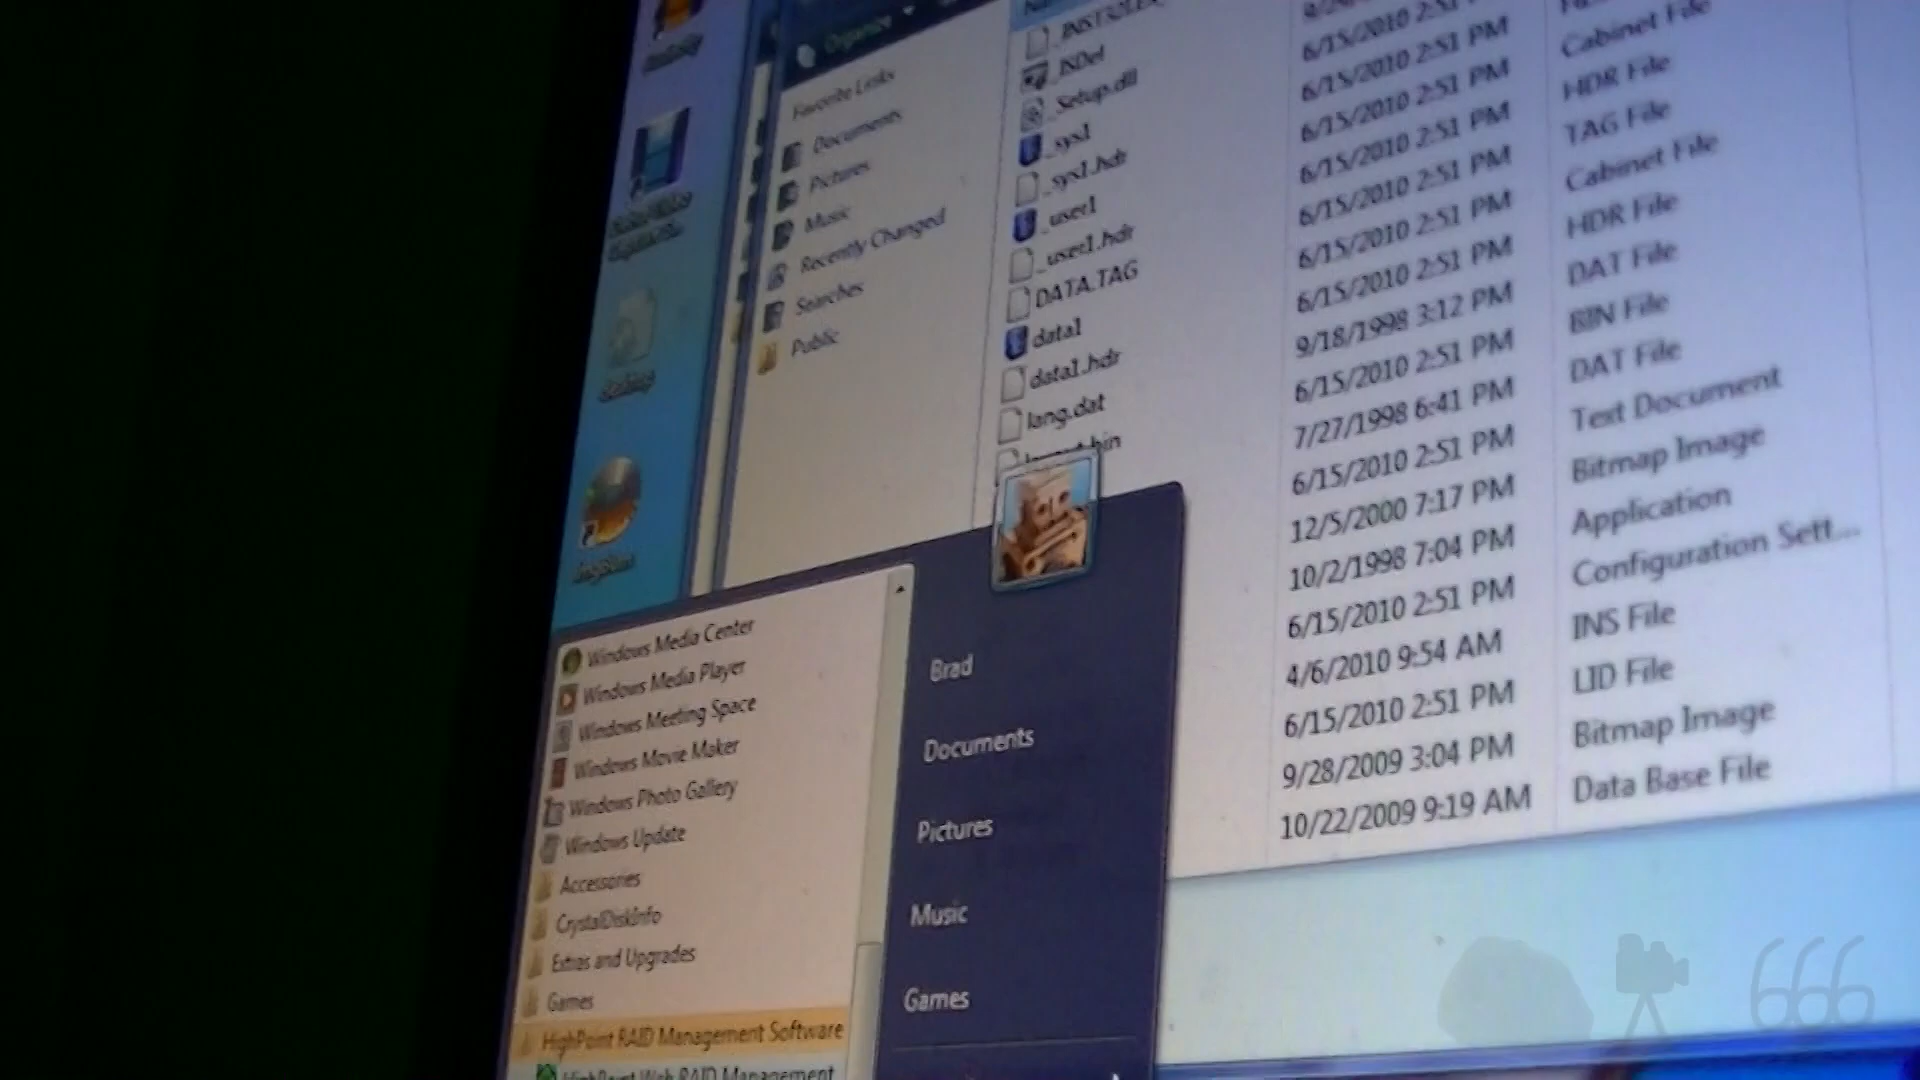 Organize
Favorite Links
Documents
Pictures
Music
Recently Changed
Searches
Public
_ISDel
_Setup.dll
_sys1
_sys1.hdr
_user1
_user1.hdr
DATA.TAG
data1
data1.hdr
lang.dat
6/15/2010 2:51
6/15/2010 2:51 PM
Cabinet File
6/15/2010 2:51 PM
HDR File
6/15/2010 2:51 PM
TAG File
6/15/2010 2:51 PM
Cabinet File
6/15/2010 2:51 PM
HDR File
6/15/2010 2:51 PM
DAT File
9/18/1998 3:12 PM
BIN File
6/15/2010 2:51 PM
DAT File
7/27/1998 6:41 PM
Text Document
6/15/2010 2:51 PM
Bitmap Image
12/5/2000 7:17 PM
Application
10/2/1998 7:04 PM
Configuration Sett...
6/15/2010 2:51 PM
INS File
4/6/2010 9:54 AM
LID File
6/15/2010 2:51 PM
Bitmap Image
9/28/2009 3:04 PM
Data Base File
10/22/2009 9:19 AM
Windows Media Center
Windows Media Player
Windows Meeting Space
Windows Movie Maker
Windows Photo Gallery
Windows Update
Accessories
CrystalDiskInfo
Extras and Upgrades
Games
HighPoint RAID Management Software
HighPoint Web RAID Management
Brad
Documents
Pictures
Music
Games
666